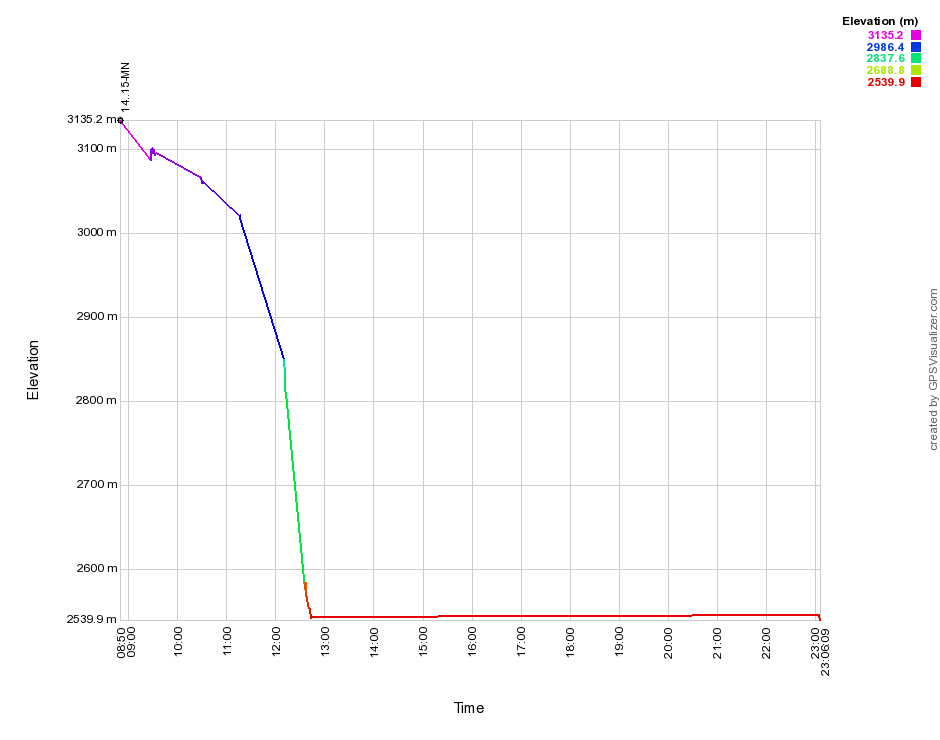 Elevation (m)
3135.2
2986.4
2837.6
2688.8
2539.9
14..15-MN
3135.2 m
3100 m
3000 m
2900 m
2800 m
2700 m
2600 m
2539.9 m
Elevation
08:50
09:00
10:00
11:00
12:00
13:00
14:00
15:00
16:00
17:00
18:00
19:00
20:00
21:00
22:00
23:00
23:06:09
Time
created by GPSVisualizer.com